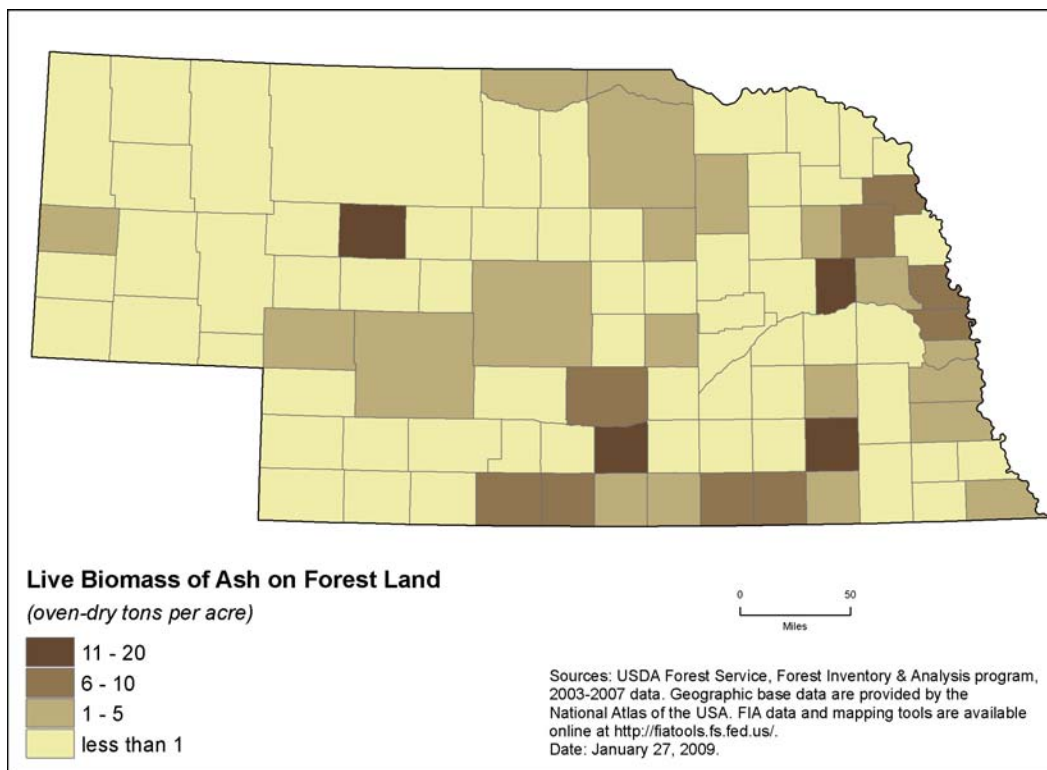 Live Biomass of Ash on Forest Land
(oven-dry tons per acre)
11 - 20
6 - 10
1 - 5
less than 1
0 50
Miles
Sources: USDA Forest Service, Forest Inventory & Analysis program,
2003-2007 data. Geographic base data are provided by the
National Atlas of the USA. FIA data and mapping tools are available
online at http://fiatools.fs.fed.us/.
Date: January 27, 2009.